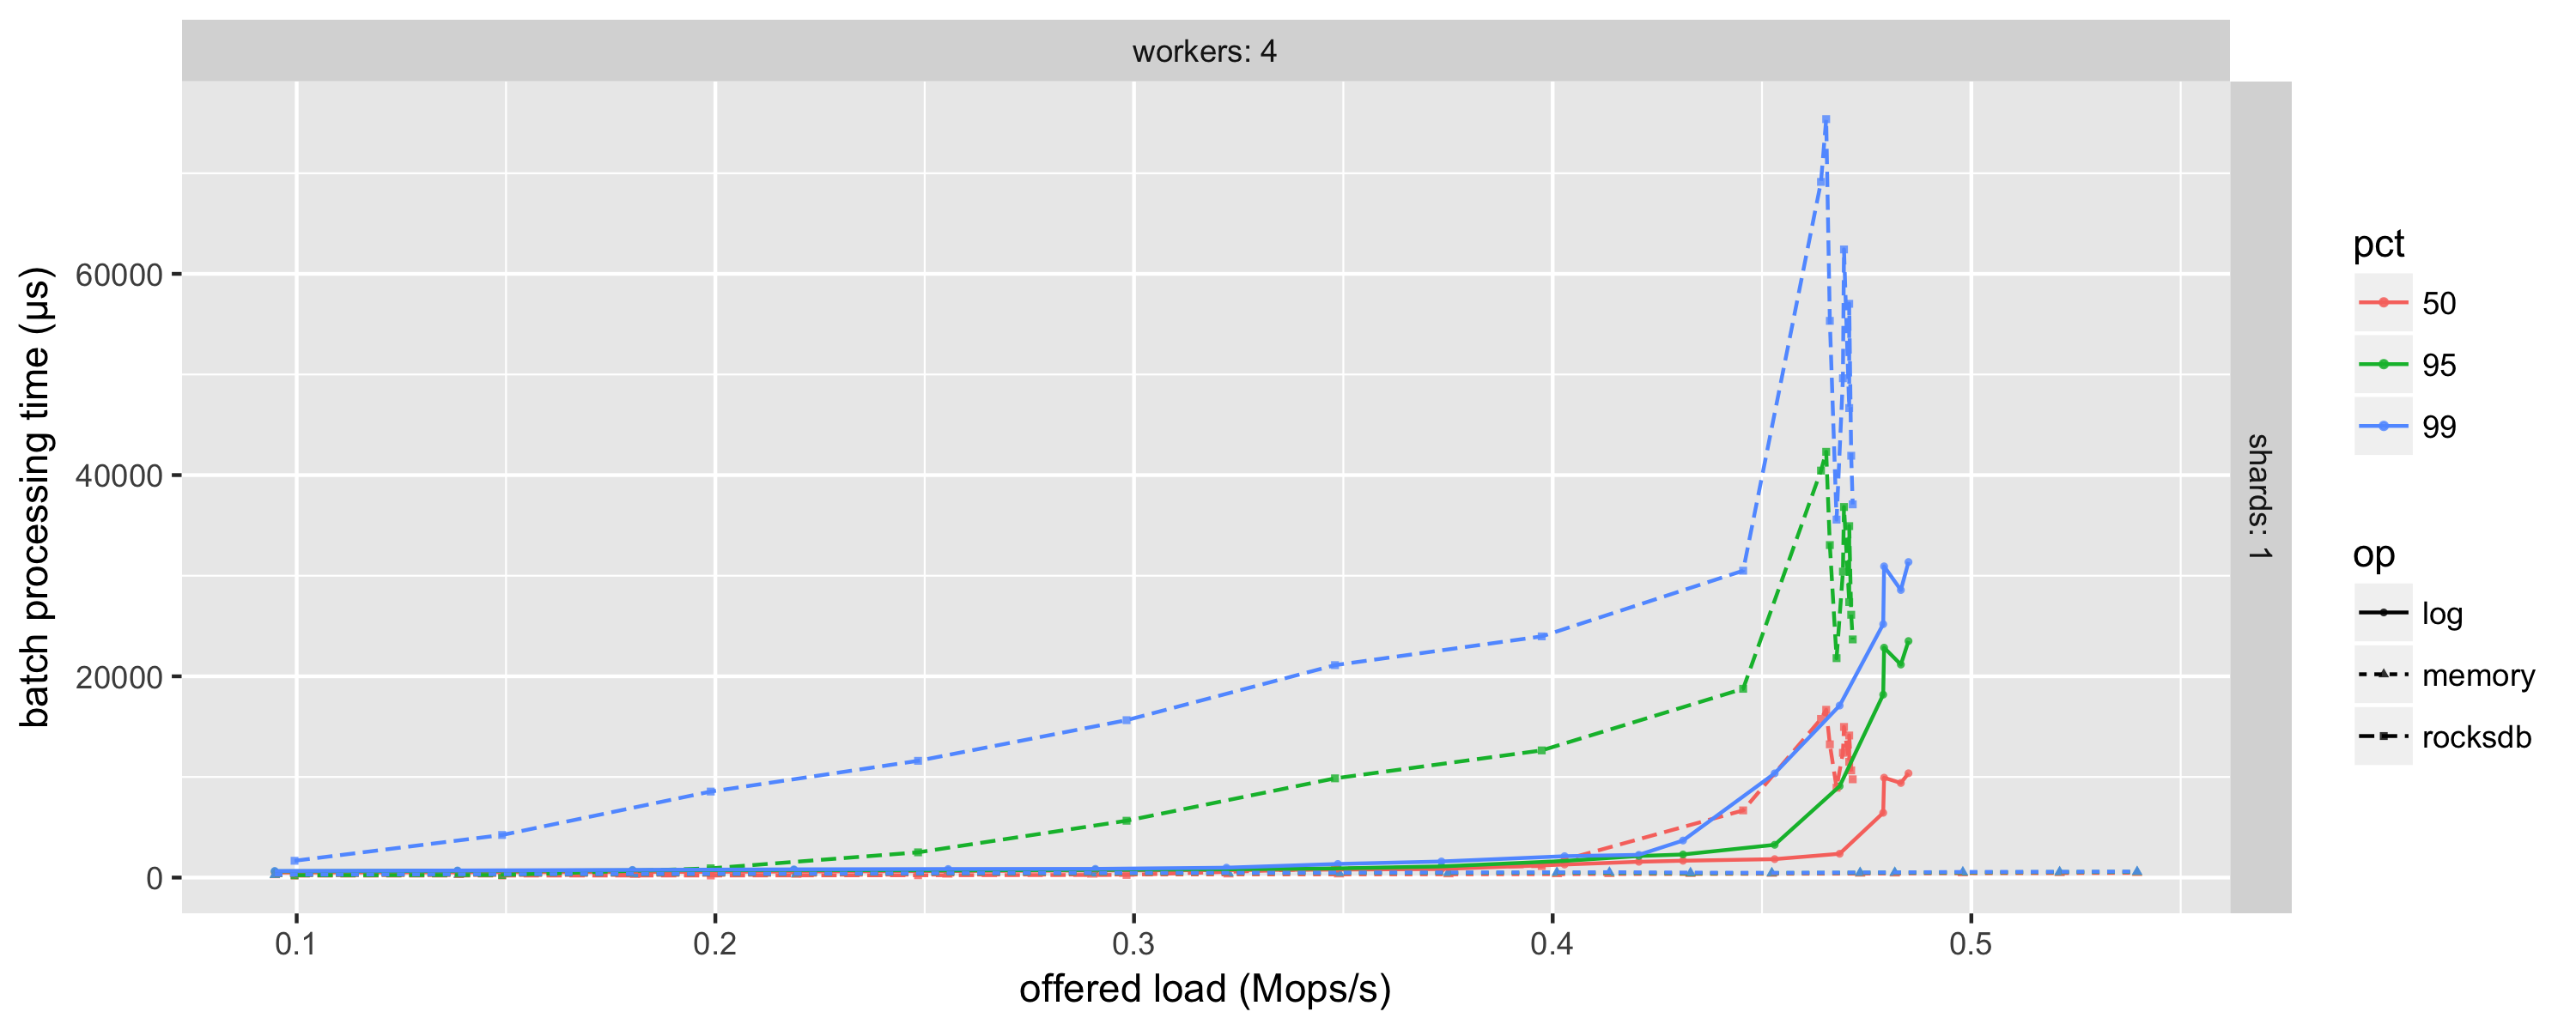 workers: 4
shards: 1
batch processing time (µs)
60000
40000
20000
0
0.1
0.2
0.3
0.4
0.5
offered load (Mops/s)
pct
50
95
99
op
log
memory
rocksdb